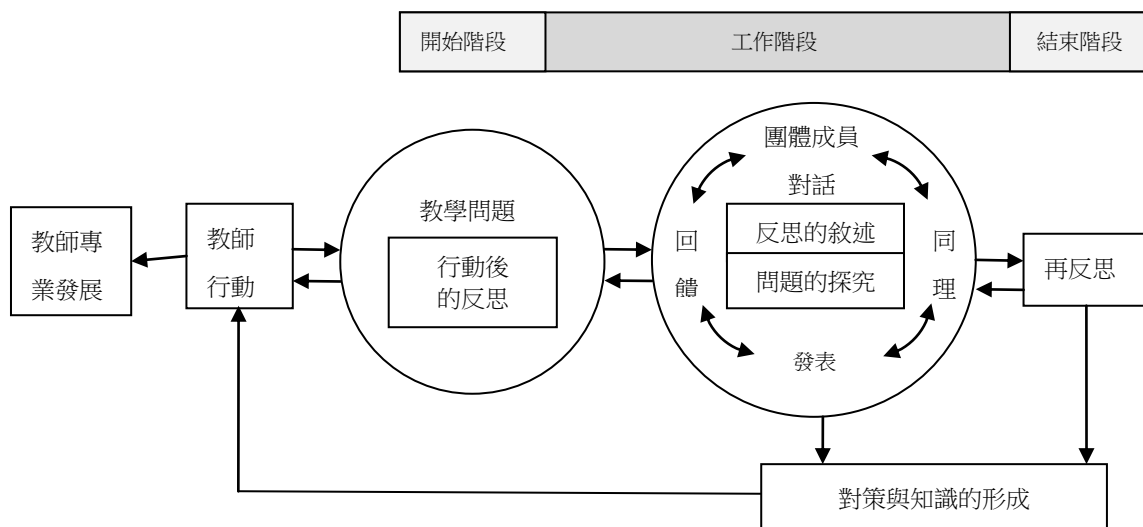 開始階段
工作階段
結束階段
教師專
業發展
教師
行動
教學問題
行動後
的反思
團體成員
對話
反思的敘述
問題的探究
回
饋
同
理
發表
再反思
對策與知識的形成